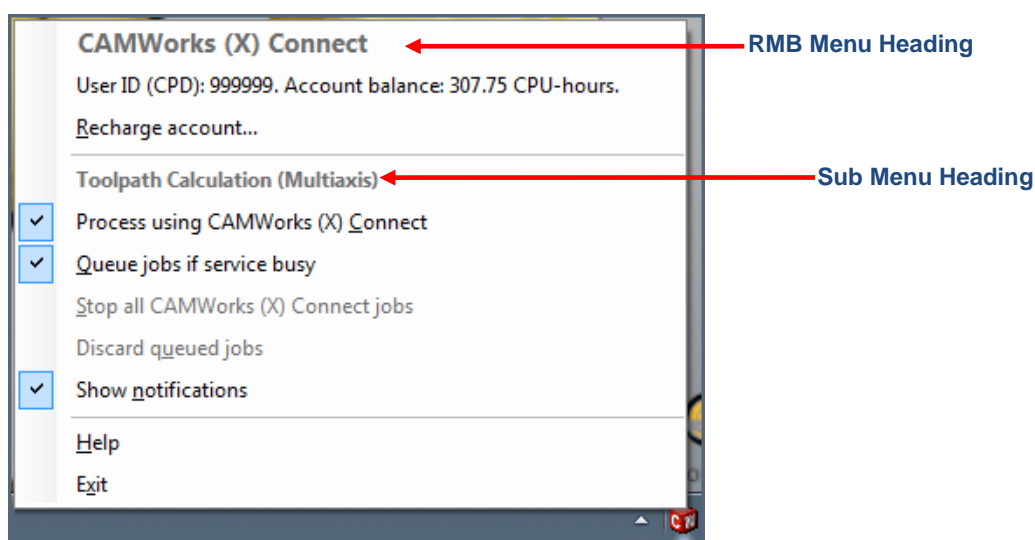 CAMWorks (X) Connect
RMB Menu Heading
User ID (CPD): 999999. Account balance: 307.75 CPU-hours.
Recharge account...
Toolpath Calculation (Multiaxis)
Sub Menu Heading
Process using CAMWorks (X) Connect
Queue jobs if service busy
Stop all CAMWorks (X) Connect jobs
Discard queued jobs
Show notifications
Help
Exit